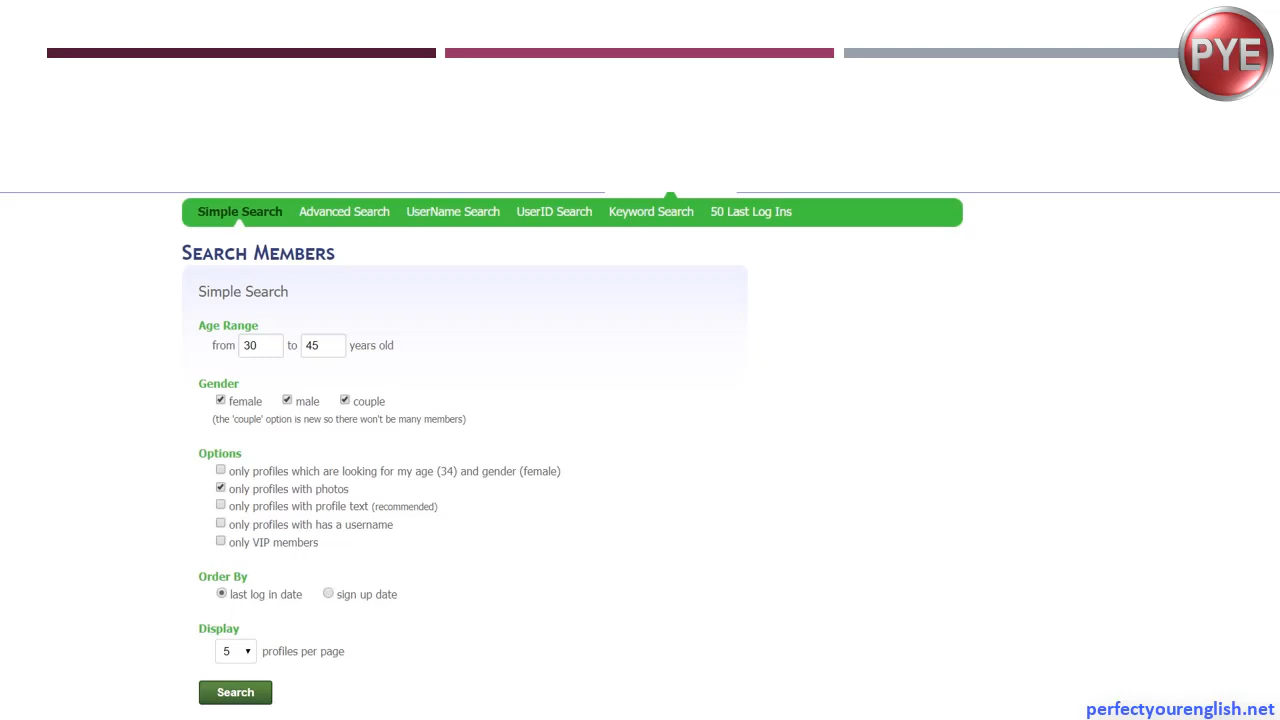 PYE
Simple Search Advanced Search UserName Search UserID Search Keyword Search 50 Last Log Ins
SEARCH MEMBERS
Simple Search
Age Range
from 30 to 45 years old
Gender
female male couple
(the 'couple' option is new so there won't be many members)
Options
only profiles which are looking for my age (34) and gender (female)
only profiles with photos
only profiles with profile text (recommended)
only profiles with has a username
only VIP members
Order By
last log in date sign up date
Display
5 profiles per page
Search
perfectyourenglish.net